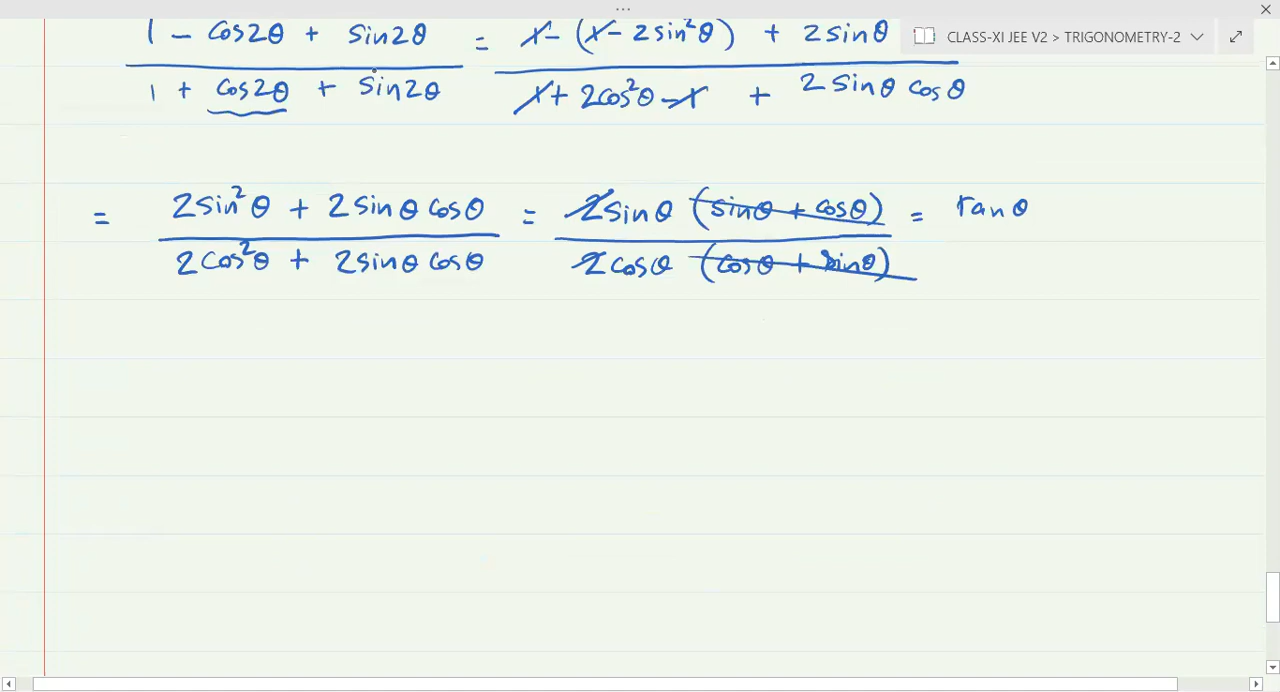 CLASS-XI JEE V2 > TRIGONOMETRY-2
1 - cos2θ + sin2θ / 1 + cos2θ + sin2θ = 1 - (1 - 2sin²θ) + 2sinθ / 1 + 2cos²θ - 1 + 2sinθ cosθ
= 2sin²θ + 2sinθ cosθ / 2cos²θ + 2sinθ cosθ = 2sinθ (sinθ + cosθ) / 2cosθ (cosθ + sinθ) = tanθ